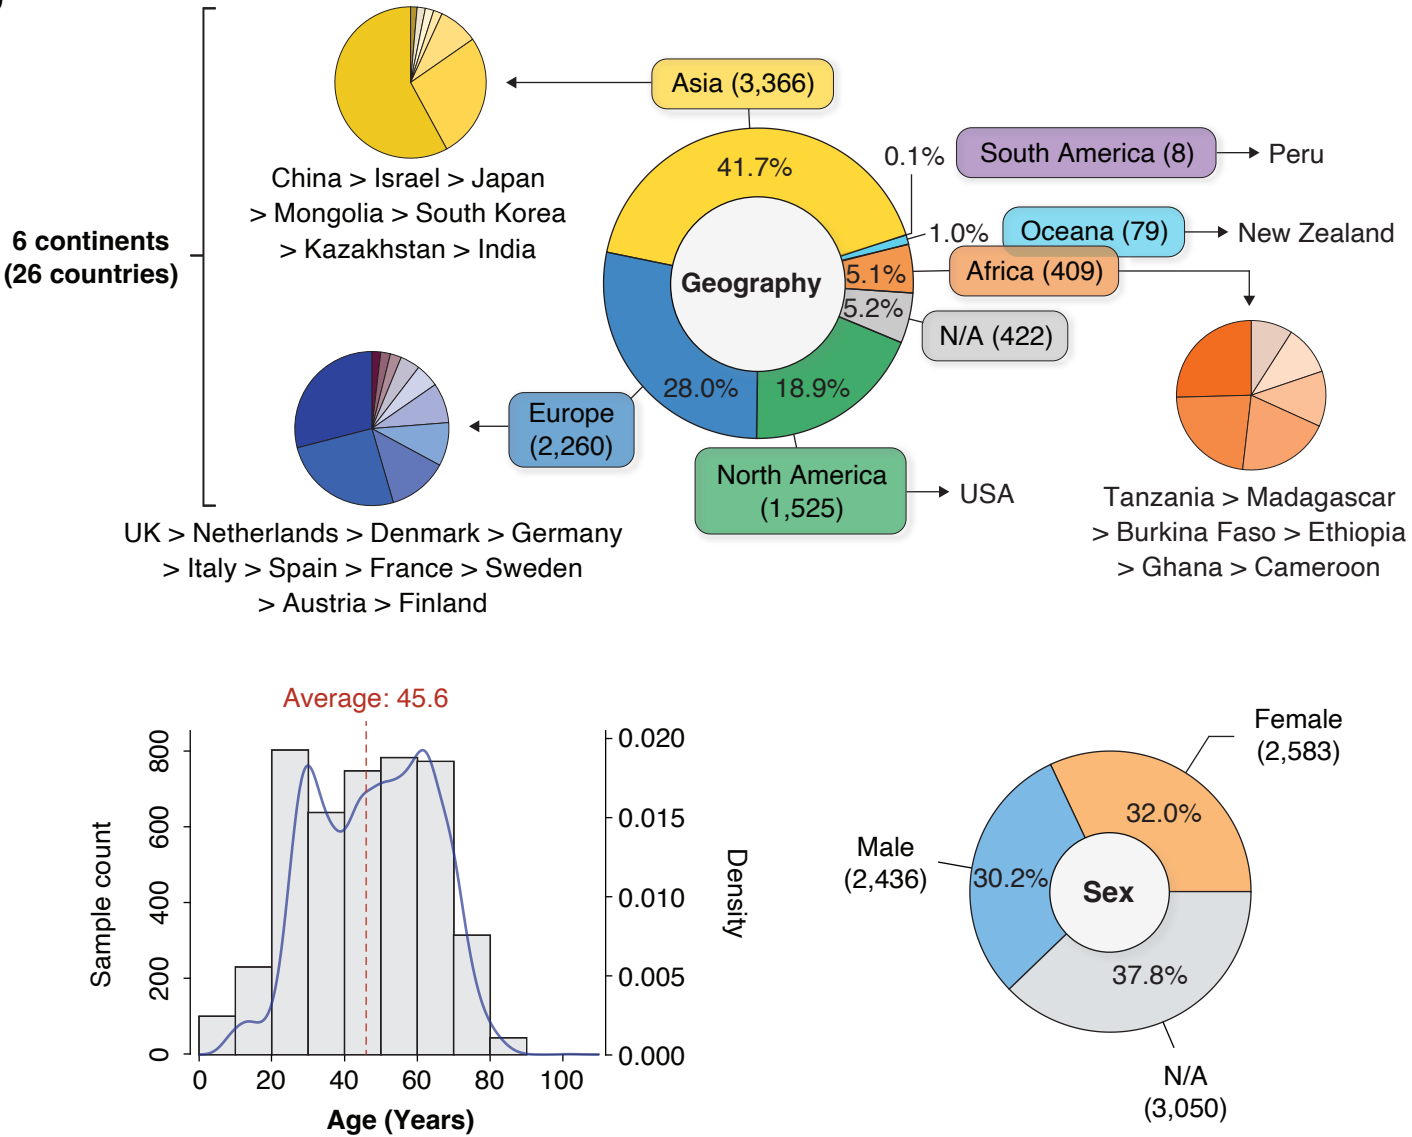 Asia (3,366)
41.7%
0.1%
South America (8)
Peru
China > Israel > Japan
> Mongolia > South Korea
> Kazakhstan > India
6 continents
(26 countries)
1.0%
Oceana (79)
New Zealand
Geography
5.1%
Africa (409)
5.2%
N/A (422)
28.0%
18.9%
Europe
(2,260)
North America
(1,525)
USA
Tanzania > Madagascar
> Burkina Faso > Ethiopia
> Ghana > Cameroon
UK > Netherlands > Denmark > Germany
> Italy > Spain > France > Sweden
> Austria > Finland
Average: 45.6
Sample count
800
600
400
200
0
0.020
0.015
0.010
0.005
0.000
Density
0 20 40 60 80 100
Age (Years)
Female
(2,583)
32.0%
Male
(2,436)
30.2%
Sex
37.8%
N/A
(3,050)